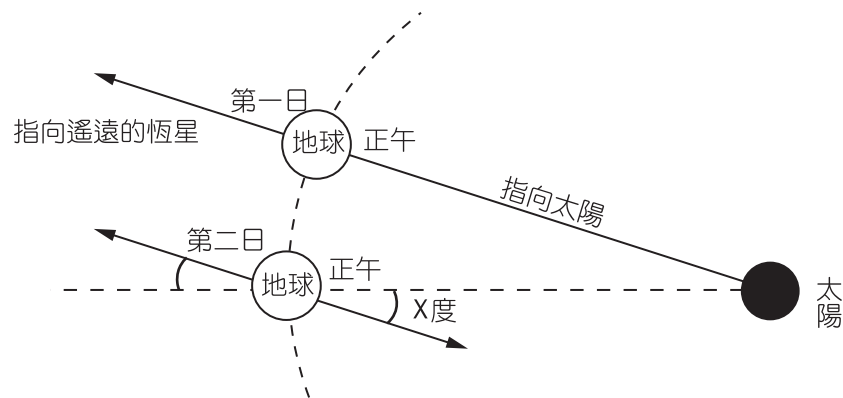 第一日
指向遙遠的恆星
地球
正午
指向太陽
第二日
地球
正午
X度
太陽